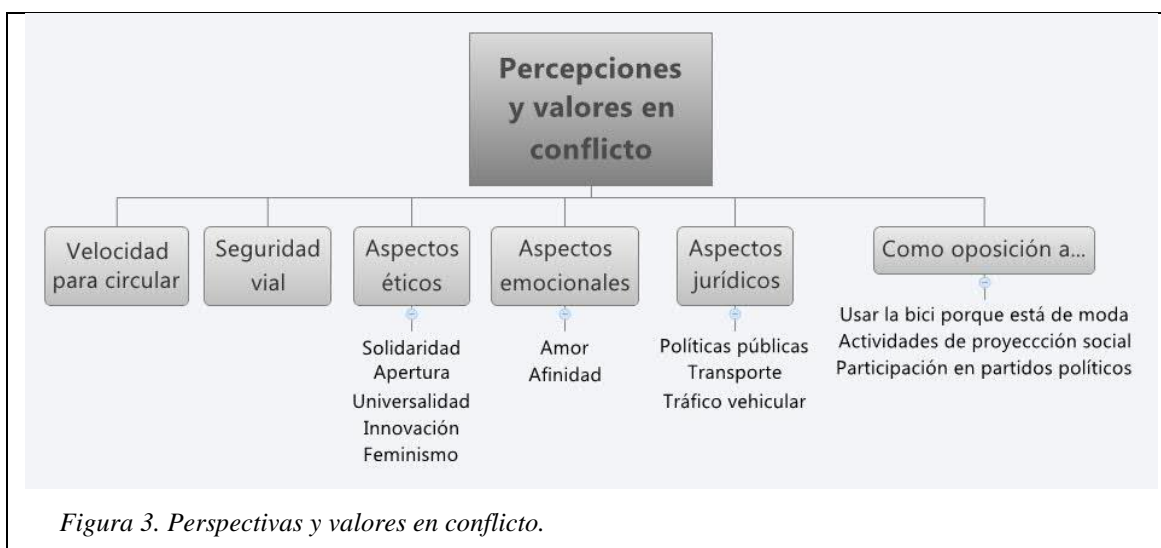 Percepciones
y valores en
conflicto
Velocidad
para circular
Seguridad
vial
Aspectos
éticos
Solidaridad
Apertura
Universalidad
Innovación
Feminismo
Aspectos
emocionales
Amor
Afinidad
Aspectos
jurídicos
Políticas públicas
Transporte
Tráfico vehicular
Como oposición a...
Usar la bici porque está de moda
Actividades de proyeccción social
Participación en partidos políticos
Figura 3. Perspectivas y valores en conflicto.